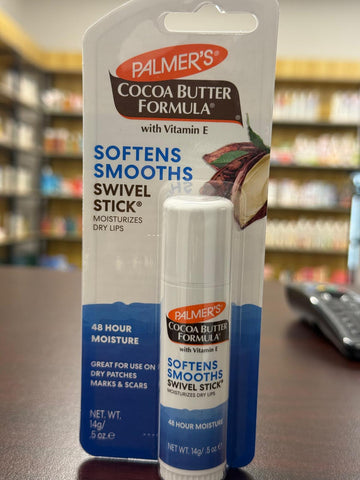 PALMER'S®
COCOA BUTTER
FORMULA®
with Vitamin E
SOFTENS
SMOOTHS
SWIVEL
STICK®
MOISTURIZES
DRY LIPS
48 HOUR
MOISTURE
GREAT FOR USE ON
DRY PATCHES
MARKS & SCARS
NET. WT.
14g/
.5 oz℮
PALMER'S®
COCOA BUTTER
FORMULA®
with Vitamin E
SOFTENS
SMOOTHS
SWIVEL STICK®
MOISTURIZES DRY LIPS
48 HOUR MOISTURE
NET WT. 14g/ .5 oz℮